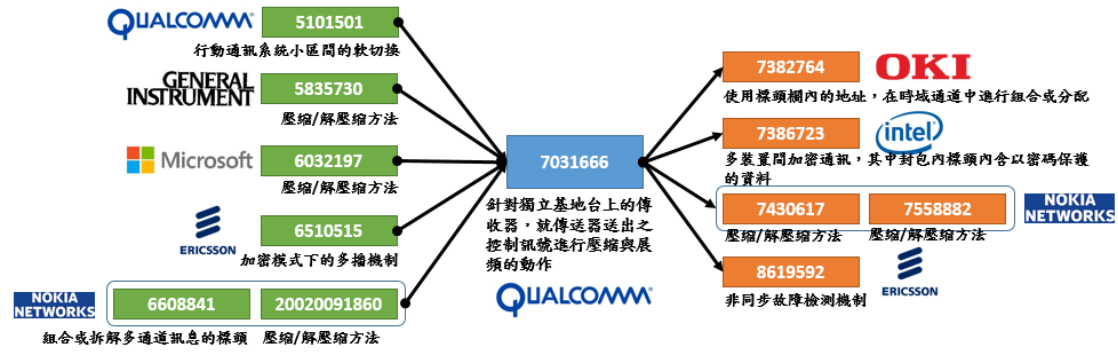 QUALCOMM
5101501
行動通訊系統小區間的軟切換
GENERAL
INSTRUMENT
5835730
壓縮/解壓縮方法
Microsoft
6032197
壓縮/解壓縮方法
ERICSSON
6510515
加密模式下的多播機制
NOKIA
NETWORKS
6608841
20020091860
組合或拆解多通道訊息的標頭
壓縮/解壓縮方法
7031666
針對獨立基地台上的傳
收器，就傳送器送出之
控制訊號進行壓縮與展
頻的動作
QUALCOMM
7382764
OKI
使用標頭欄內的地址，在時域通道中進行組合或分配
7386723
intel
多裝置間加密通訊，其中封包內標頭內含以密碼保護
的資料
7430617
7558882
NOKIA
NETWORKS
壓縮/解壓縮方法
壓縮/解壓縮方法
8619592
ERICSSON
非同步故障檢測機制